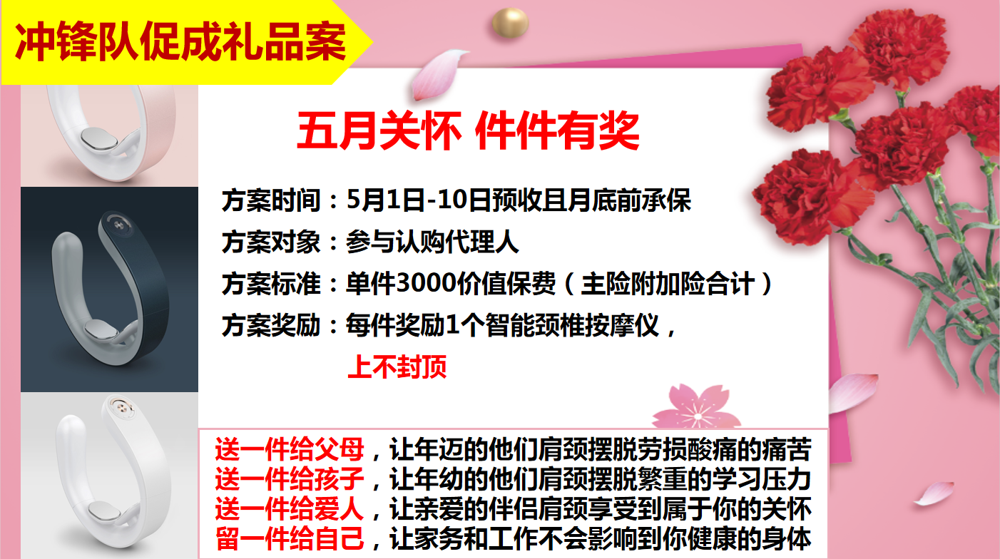 冲锋队促成礼品案
五月关怀 件件有奖
方案时间：5月1日-10日预收且月底前承保
方案对象：参与认购代理人
方案标准：单件3000价值保费（主险附加险合计）
方案奖励：每件奖励1个智能颈椎按摩仪，
上不封顶
送一件给父母，让年迈的他们肩颈摆脱劳损酸痛的痛苦
送一件给孩子，让年幼的他们肩颈摆脱繁重的学习压力
送一件给爱人，让亲爱的伴侣肩颈享受到属于你的关怀
留一件给自己，让家务和工作不会影响到你健康的身体